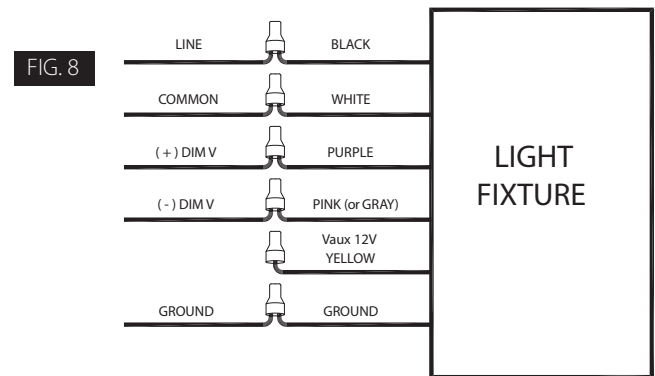 FIG. 8
LINE BLACK
COMMON WHITE
( + ) DIM V PURPLE
( - ) DIM V PINK (or GRAY)
Vaux 12V
YELLOW
GROUND GROUND
LIGHT
FIXTURE